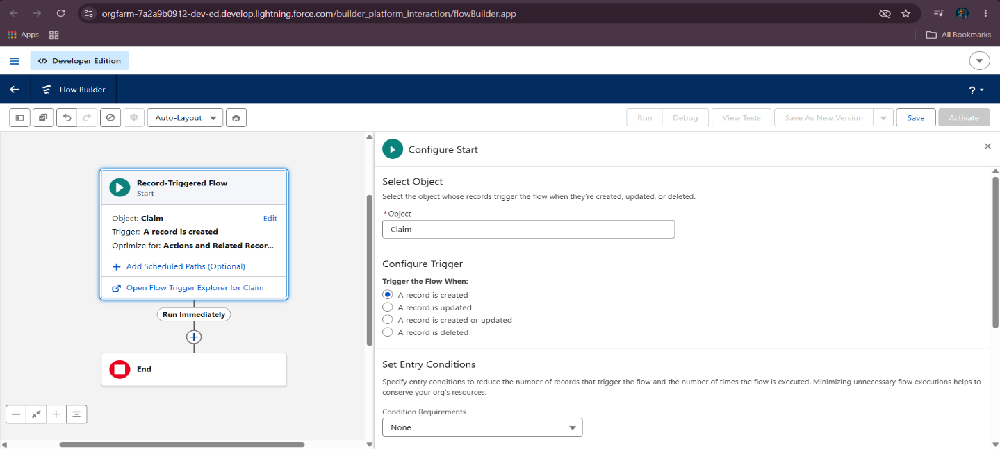 orgfarm-7a2a9b0912-dev-ed.develop.lightning.force.com/builder_platform_interaction/flowBuilder.app
Apps
All Bookmarks
Developer Edition
Flow Builder
?
Auto-Layout
Run
Debug
View Tests
Save As New Version
Save
Activate
Record-Triggered Flow
Start
Object: Claim
Edit
Trigger: A record is created
Optimize for: Actions and Related Recor...
Add Scheduled Paths (Optional)
Open Flow Trigger Explorer for Claim
Run Immediately
End
Configure Start
Select Object
Select the object whose records trigger the flow when they're created, updated, or deleted.
*Object
Claim
Configure Trigger
Trigger the Flow When:
A record is created
A record is updated
A record is created or updated
A record is deleted
Set Entry Conditions
Specify entry conditions to reduce the number of records that trigger the flow and the number of times the flow is executed. Minimizing unnecessary flow executions helps to
conserve your org's resources.
Condition Requirements
None